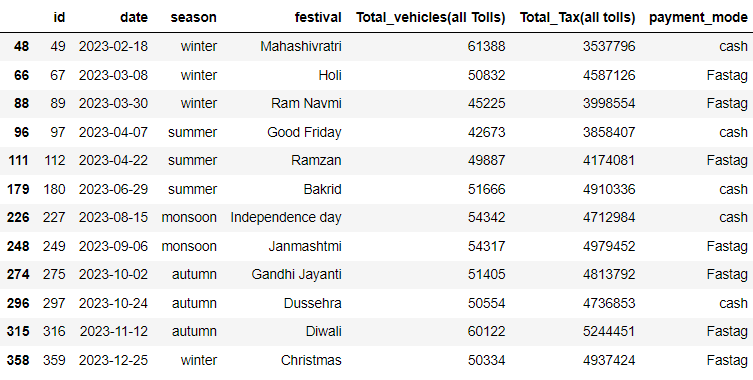 id date season festival Total_vehicles(all Tolls) Total_Tax(all tolls) payment_mode
48 49 2023-02-18 winter Mahashivratri 61388 3537796 cash
66 67 2023-03-08 winter Holi 50832 4587126 Fastag
88 89 2023-03-30 winter Ram Navmi 45225 3998554 Fastag
96 97 2023-04-07 summer Good Friday 42673 3858407 cash
111 112 2023-04-22 summer Ramzan 49887 4174081 Fastag
179 180 2023-06-29 summer Bakrid 51666 4910336 cash
226 227 2023-08-15 monsoon Independence day 54342 4712984 cash
248 249 2023-09-06 monsoon Janmashtmi 54317 4979452 Fastag
274 275 2023-10-02 autumn Gandhi Jayanti 51405 4813792 Fastag
296 297 2023-10-24 autumn Dussehra 50554 4736853 cash
315 316 2023-11-12 autumn Diwali 60122 5244451 Fastag
358 359 2023-12-25 winter Christmas 50334 4937424 Fastag